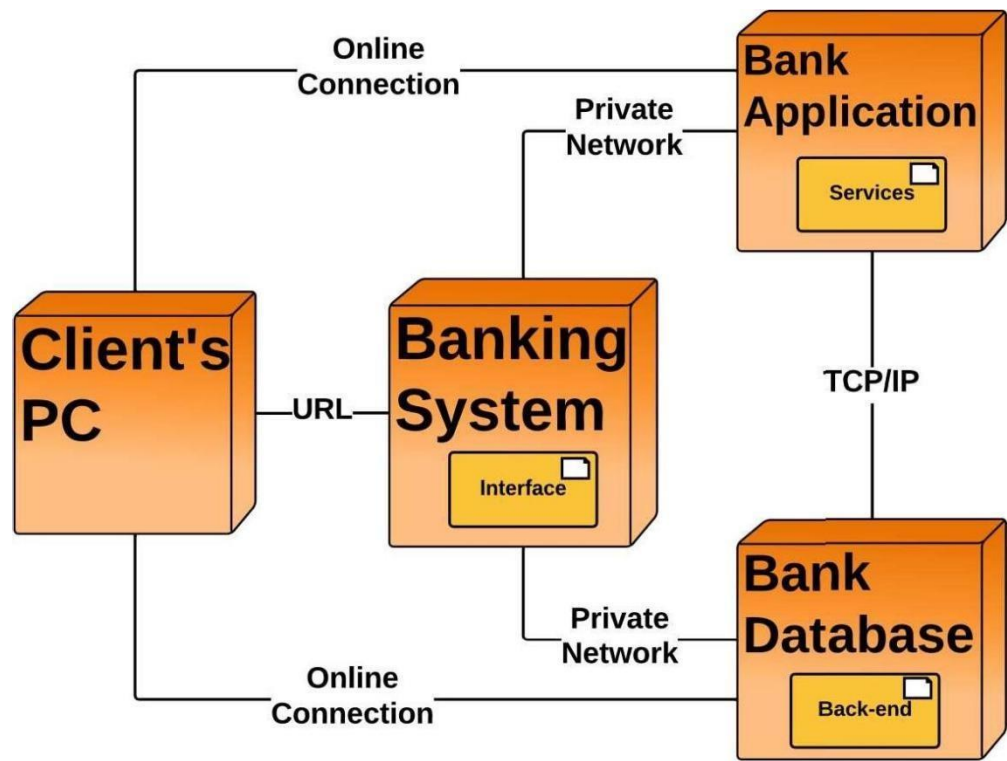 Online
Connection
Bank
Application
Private
Network
Services
Client's
PC
URL
Banking
System
Interface
TCP/IP
Private
Network
Bank
Database
Online
Connection
Back-end